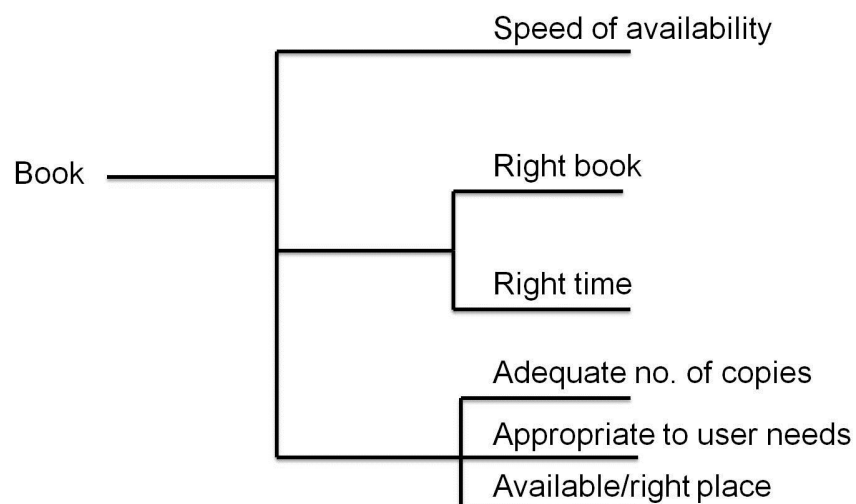 Speed of availability
Book
Right book
Right time
Adequate no. of copies
Appropriate to user needs
Available/right place